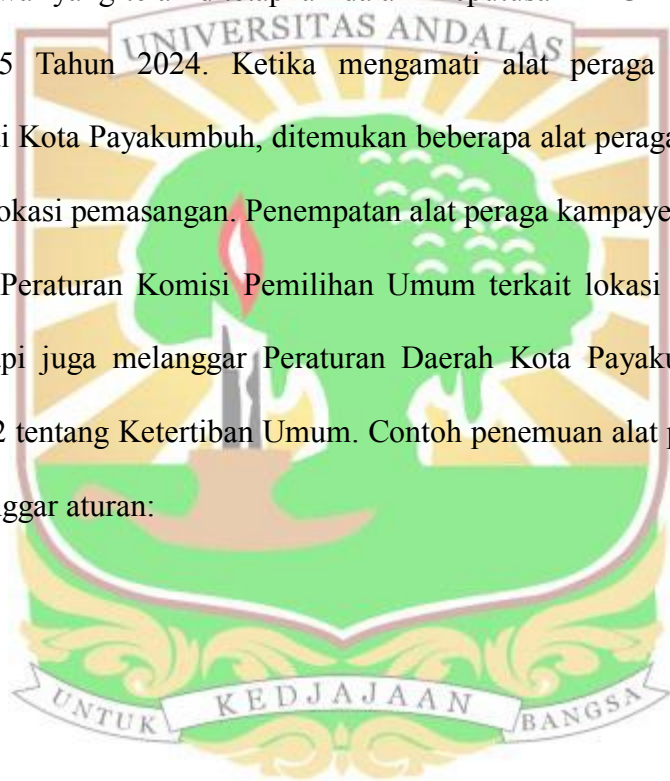 UNIVERSITAS ANDALAS
5 Tahun 2024. Ketika mengamati alat peraga
i Kota Payakumbuh, ditemukan beberapa alat peraga
okasi pemasangan. Penempatan alat peraga kampaye
Peraturan Komisi Pemilihan Umum terkait lokasi
pi juga melanggar Peraturan Daerah Kota Payaku
2 tentang Ketertiban Umum. Contoh penemuan alat p
ggar aturan:
UNTUK KEDJAJAAN BANGSA